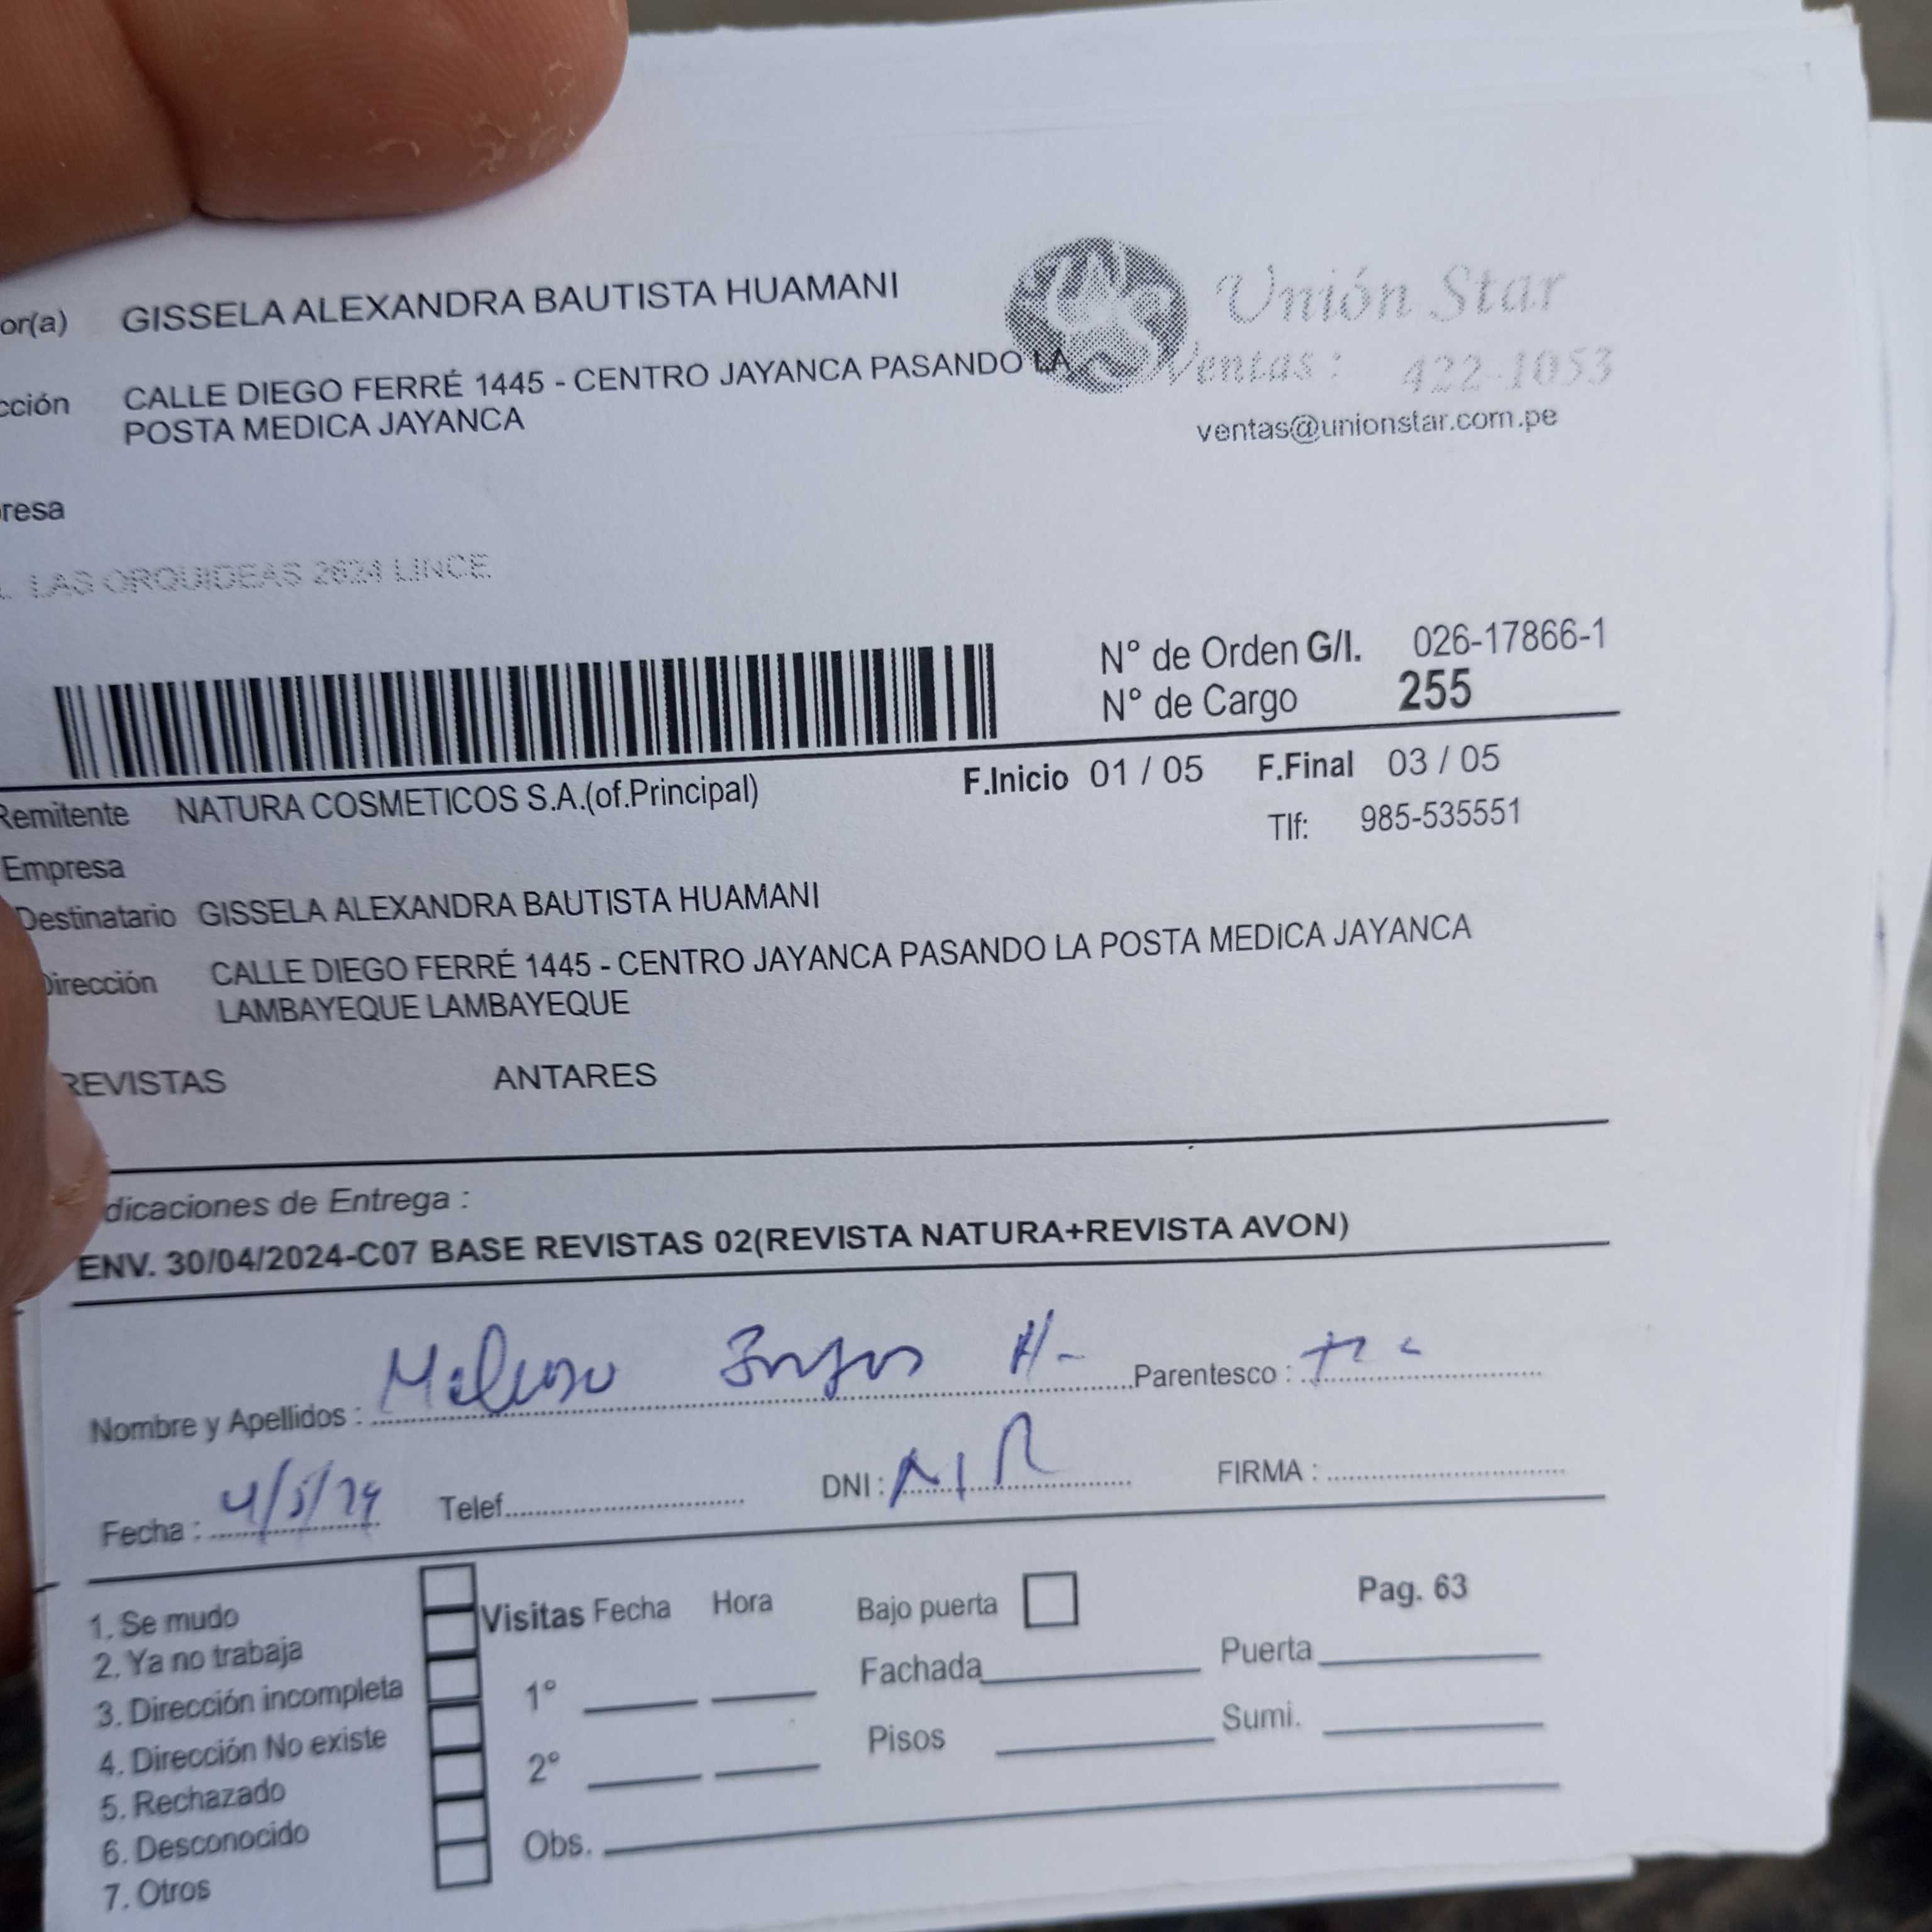 or(a) GISSELA ALEXANDRA BAUTISTA HUAMANI
Unión Star
cción CALLE DIEGO FERRÉ 1445 - CENTRO JAYANCA PASANDO LA
POSTA MEDICA JAYANCA
Ventas: 422-1053
ventas@unionstar.com.pe
resa
LAS ORQUIDEAS 2624 LINCE
N° de Orden G/I. 026-17866-1
N° de Cargo 255
Remitente NATURA COSMETICOS S.A.(of.Principal) F.Inicio 01 / 05 F.Final 03 / 05
Tlf: 985-535551
Empresa
Destinatario GISSELA ALEXANDRA BAUTISTA HUAMANI
Dirección CALLE DIEGO FERRÉ 1445 - CENTRO JAYANCA PASANDO LA POSTA MEDICA JAYANCA
LAMBAYEQUE LAMBAYEQUE
REVISTAS ANTARES
dicaciones de Entrega :
ENV. 30/04/2024-C07 BASE REVISTAS 02(REVISTA NATURA+REVISTA AVON)
Nombre y Apellidos : H- Parentesco :
Fecha : 4/5/24 Telef. DNI : FIRMA :
1. Se mudo
2. Ya no trabaja
3. Dirección incompleta
4. Dirección No existe
5. Rechazado
6. Desconocido
7. Otros
Visitas Fecha Hora
1°
2°
Obs.
Bajo puerta
Fachada
Pisos
Pag. 63
Puerta
Sumi.